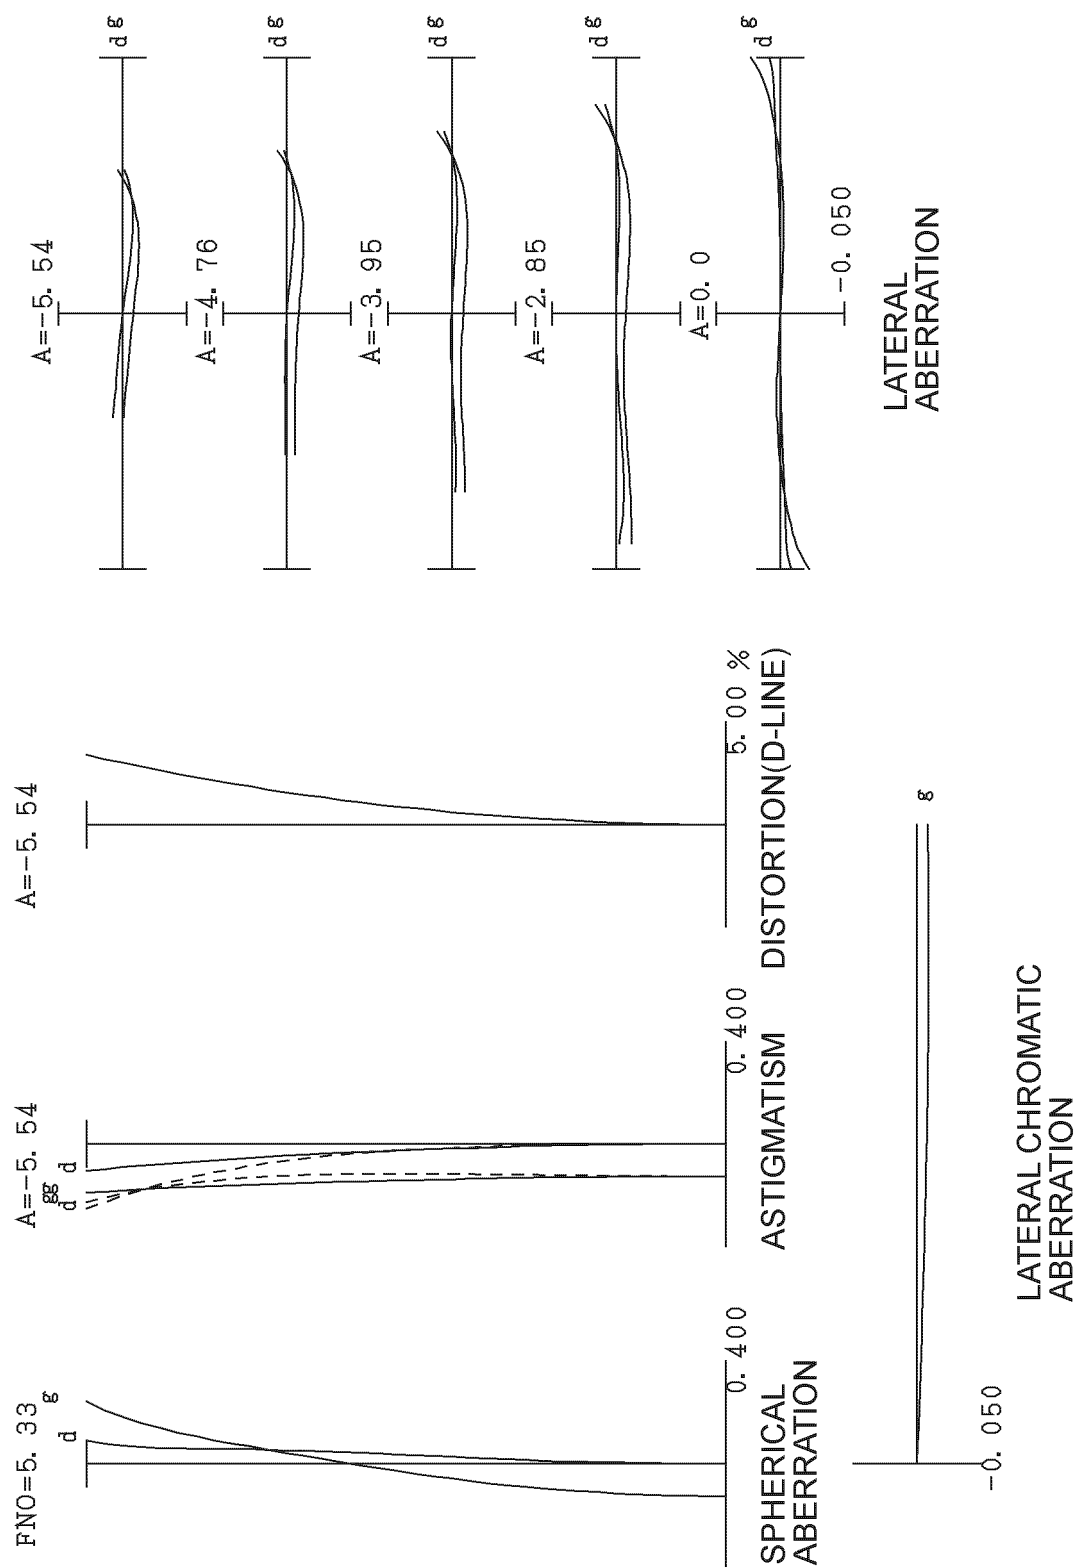 FNO=5. 33
d
g
0. 400
SPHERICAL
ABERRATION
A=-5. 54
d
g
g
d
0. 400
ASTIGMATISM
A=-5. 54
5. 00 %
DISTORTION(D-LINE)
-0. 050
g
LATERAL CHROMATIC
ABERRATION
A=-5. 54
d g
A=-4. 76
d g
A=-3. 95
d g
A=-2. 85
d g
A=0. 0
d g
-0. 050
LATERAL
ABERRATION